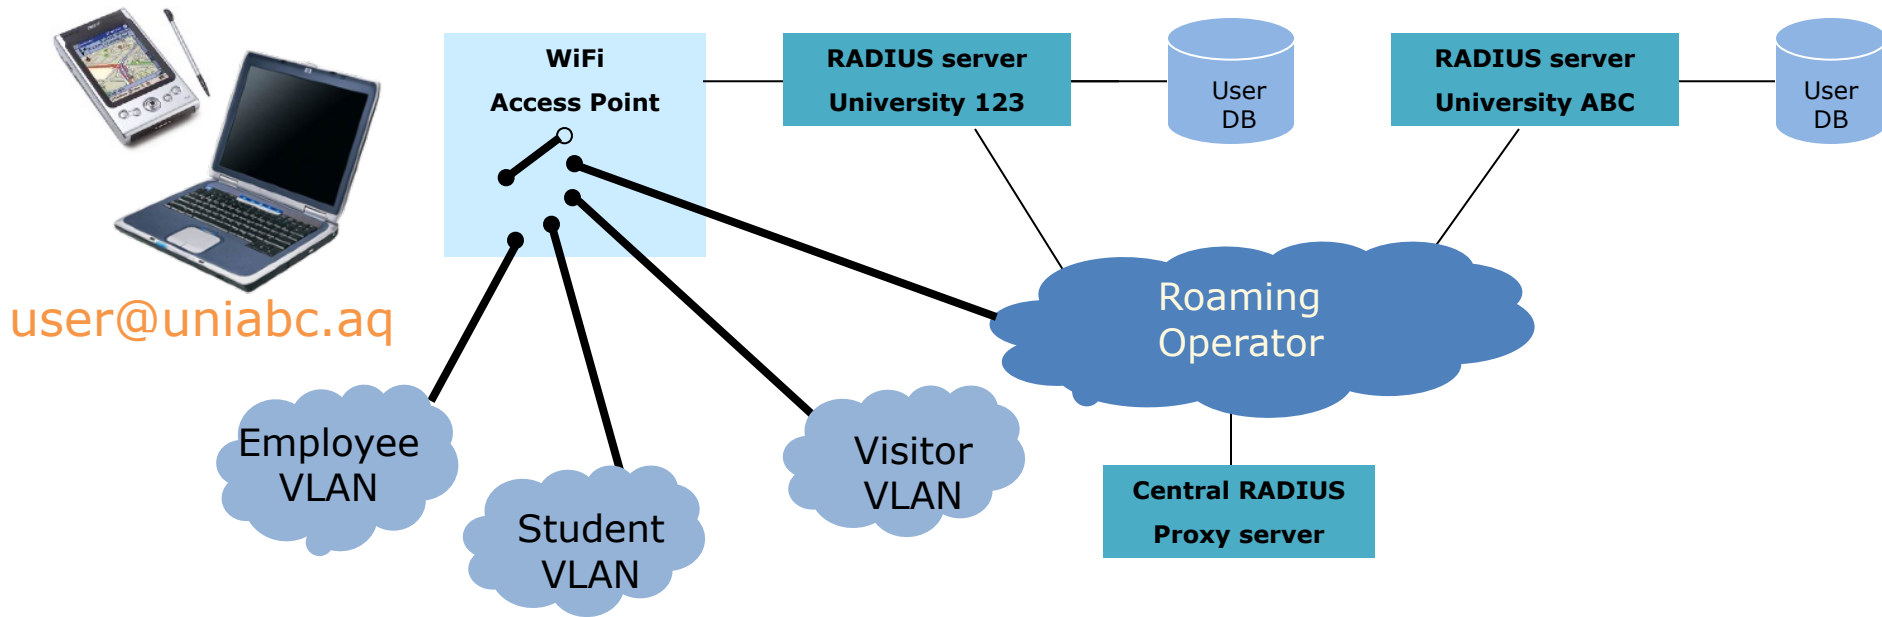 WiFi
Access Point
RADIUS server
University 123
User
DB
RADIUS server
University ABC
User
DB
user@uniabc.aq
Roaming
Operator
Employee
VLAN
Student
VLAN
Visitor
VLAN
Central RADIUS
Proxy server